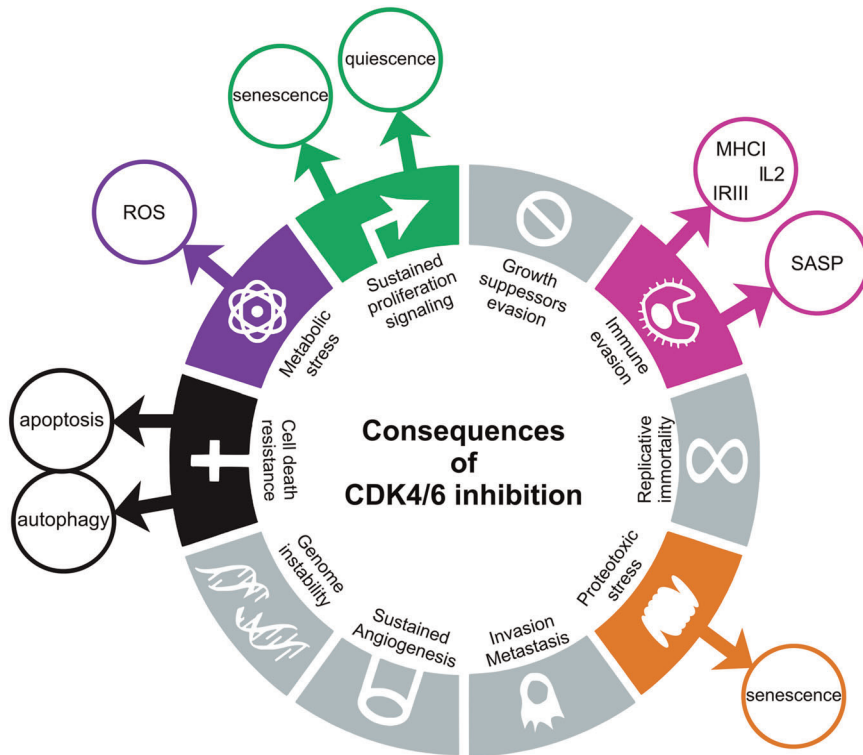 quiescence
senescence
MHCI
IL2
IRIII
ROS
SASP
Sustained
proliferation
signaling
Growth
suppressors
evasion
Immune
evasion
Metabolic
stress
apoptosis
autophagy
Cell death
resistance
Consequences
of
CDK4/6 inhibition
Replicative
immortality
Genome
instability
Sustained
Angiogenesis
Invasion
Metastasis
Proteotoxic
stress
senescence